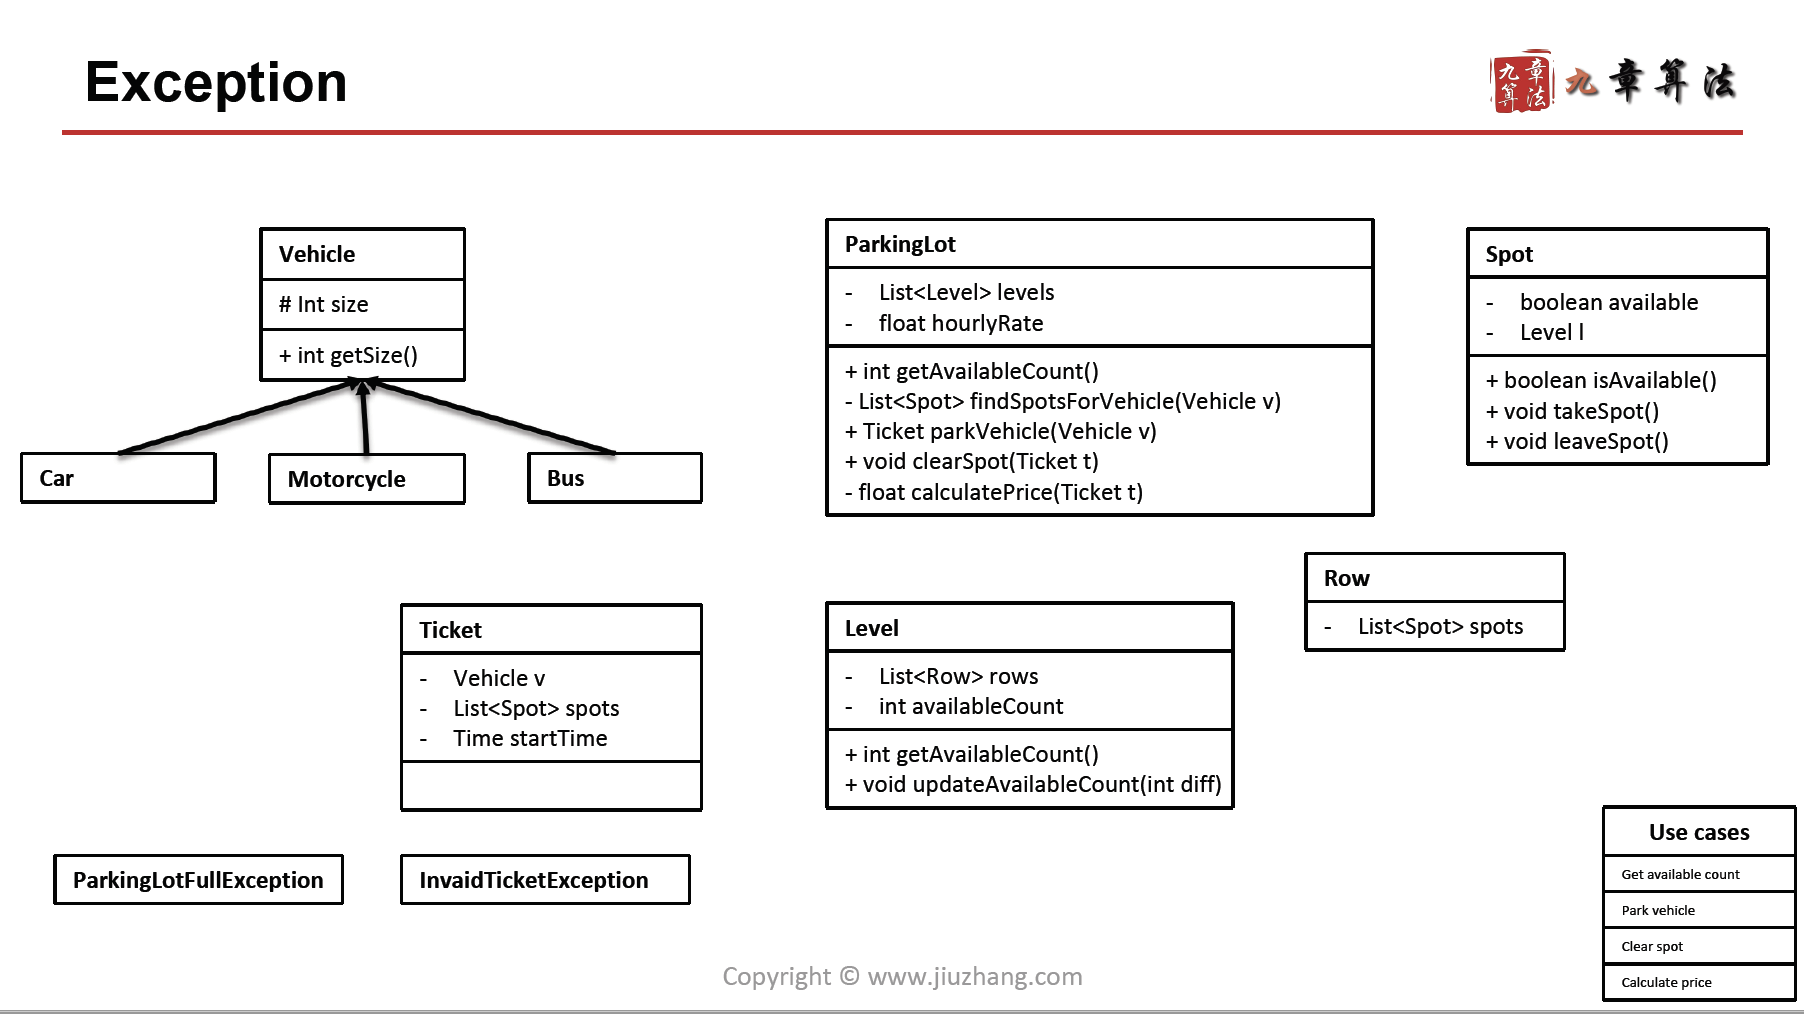 Exception
九章
算法
九章算法
Vehicle
# Int size
+ int getSize()
Car
Motorcycle
Bus
ParkingLot
- List<Level> levels
- float hourlyRate
+ int getAvailableCount()
- List<Spot> findSpotsForVehicle(Vehicle v)
+ Ticket parkVehicle(Vehicle v)
+ void clearSpot(Ticket t)
- float calculatePrice(Ticket t)
Spot
- boolean available
- Level l
+ boolean isAvailable()
+ void takeSpot()
+ void leaveSpot()
Row
- List<Spot> spots
Ticket
- Vehicle v
- List<Spot> spots
- Time startTime
Level
- List<Row> rows
- int availableCount
+ int getAvailableCount()
+ void updateAvailableCount(int diff)
ParkingLotFullException
InvaidTicketException
Use cases
Get available count
Park vehicle
Clear spot
Calculate price
Copyright © www.jiuzhang.com